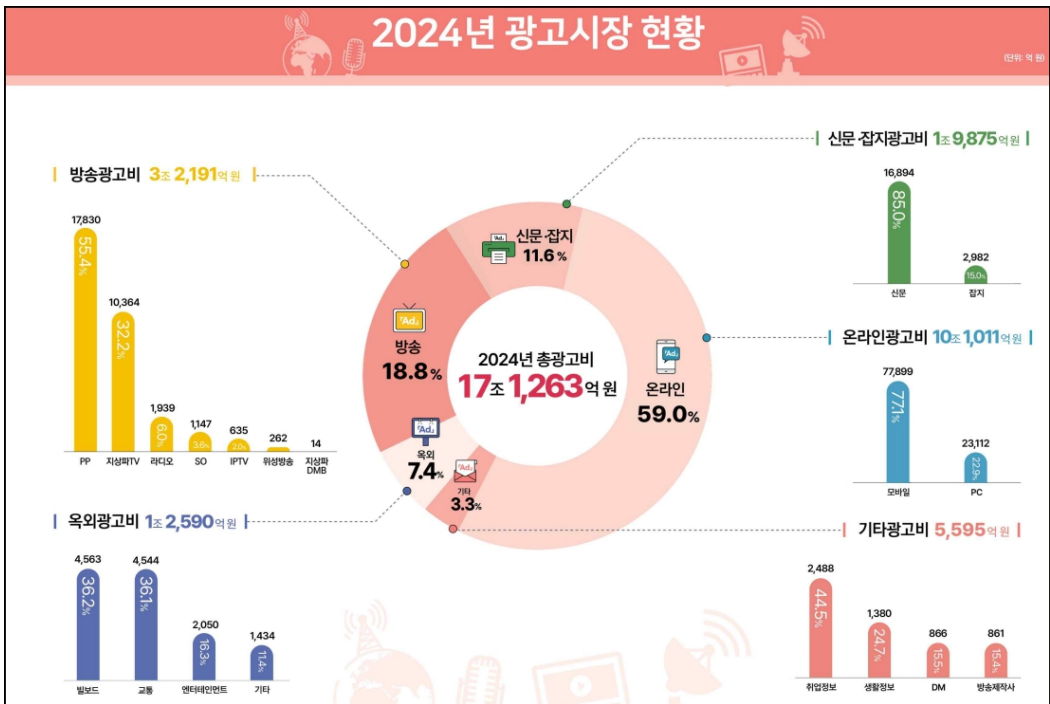 2024년 광고시장 현황
(단위: 억 원)
방송광고비 3조 2,191억 원
17,830
55.4%
PP
10,364
32.2%
지상파TV
1,939
6.0%
라디오
1,147
3.6%
SO
635
2.0%
IPTV
262
위성방송
14
지상파
DMB
신문·잡지광고비 1조 9,875억 원
16,894
85.0%
신문
2,982
15.0%
잡지
「Ad」
신문·잡지
11.6%
「Ad」
방송
18.8%
2024년 총광고비
17조 1,263억 원
「Ad」
온라인
59.0%
「Ad」
옥외
7.4%
「Ad」
기타
3.3%
온라인광고비 10조 1,011억 원
77,899
77.1%
모바일
23,112
22.9%
PC
옥외광고비 1조 2,590억 원
4,563
36.2%
빌보드
4,544
36.1%
교통
2,050
16.3%
엔터테인먼트
1,434
11.4%
기타
기타광고비 5,595억 원
2,488
44.5%
취업정보
1,380
24.7%
생활정보
866
15.5%
DM
861
15.4%
방송제작사